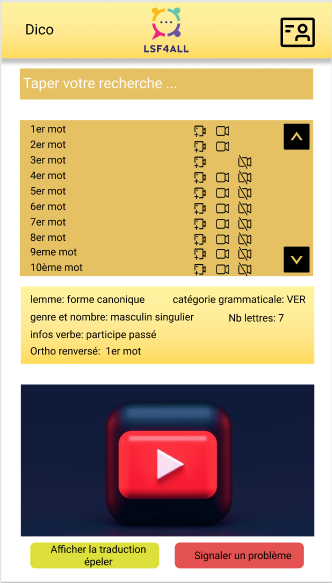 Dico
LSF4ALL
Taper votre recherche ...
1er mot
2er mot
3er mot
4er mot
5er mot
6er mot
7er mot
8er mot
9eme mot
10ème mot
lemme: forme canonique
catégorie grammaticale: VER
genre et nombre: masculin singulier
Nb lettres: 7
infos verbe: participe passé
Ortho renversé: 1er mot
Afficher la traduction
épeler
Signaler un problème